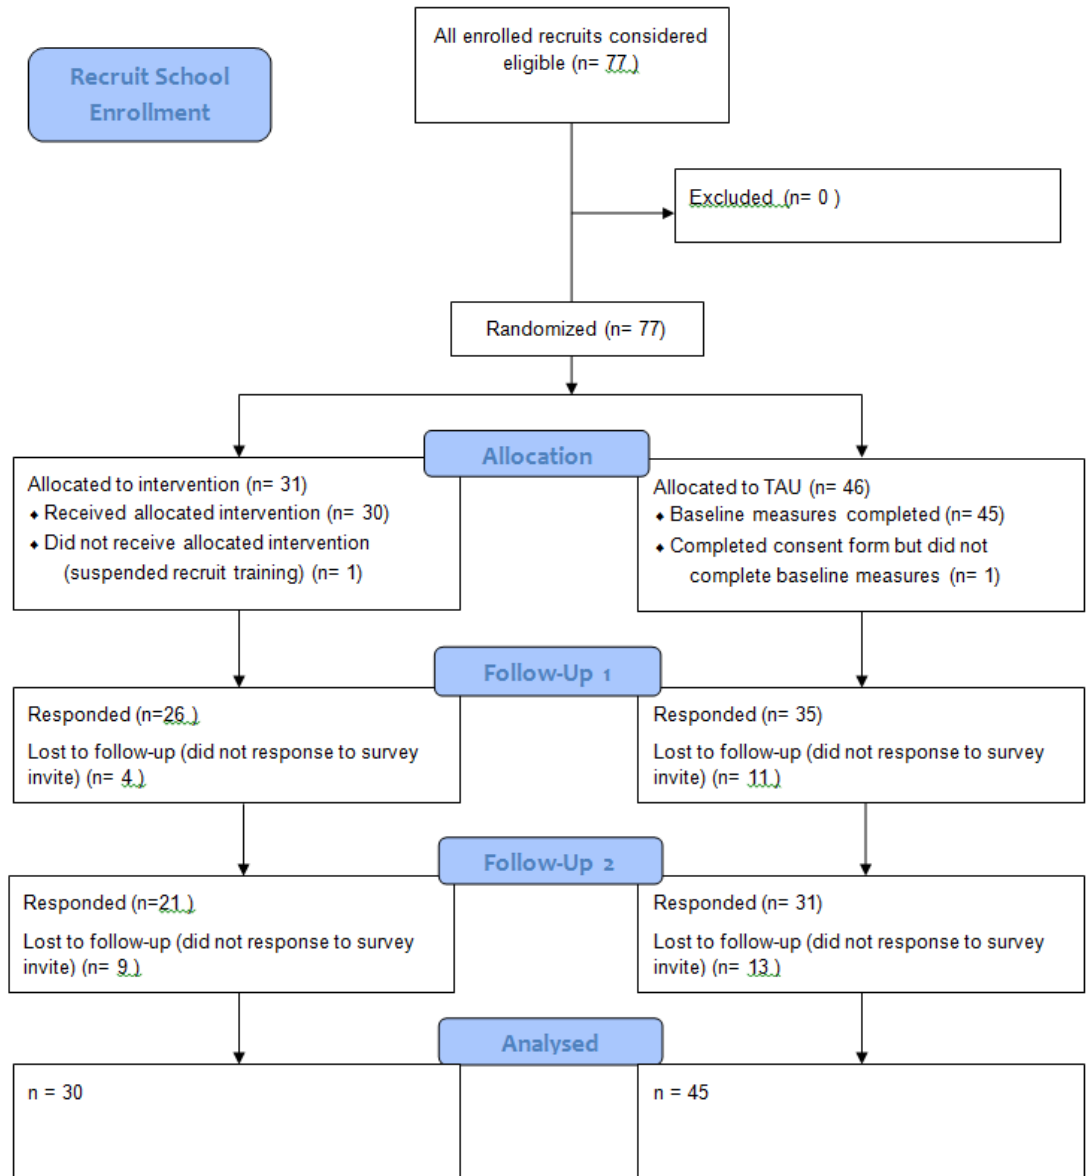 All enrolled recruits considered
eligible (n= 77 )
Recruit School
Enrollment
Excluded (n= 0 )
Randomized (n= 77)
Allocation
Allocated to intervention (n= 31)
♦ Received allocated intervention (n= 30)
♦ Did not receive allocated intervention
(suspended recruit training) (n= 1)
Allocated to TAU (n= 46)
♦ Baseline measures completed (n= 45)
♦ Completed consent form but did not
complete baseline measures (n= 1)
Follow-Up 1
Responded (n=26 )
Lost to follow-up (did not response to survey
invite) (n= 4 )
Responded (n= 35)
Lost to follow-up (did not response to survey
invite) (n= 11 )
Follow-Up 2
Responded (n=21 )
Lost to follow-up (did not response to survey
invite) (n= 9 )
Responded (n= 31)
Lost to follow-up (did not response to survey
invite) (n= 13 )
Analysed
n = 30
n = 45